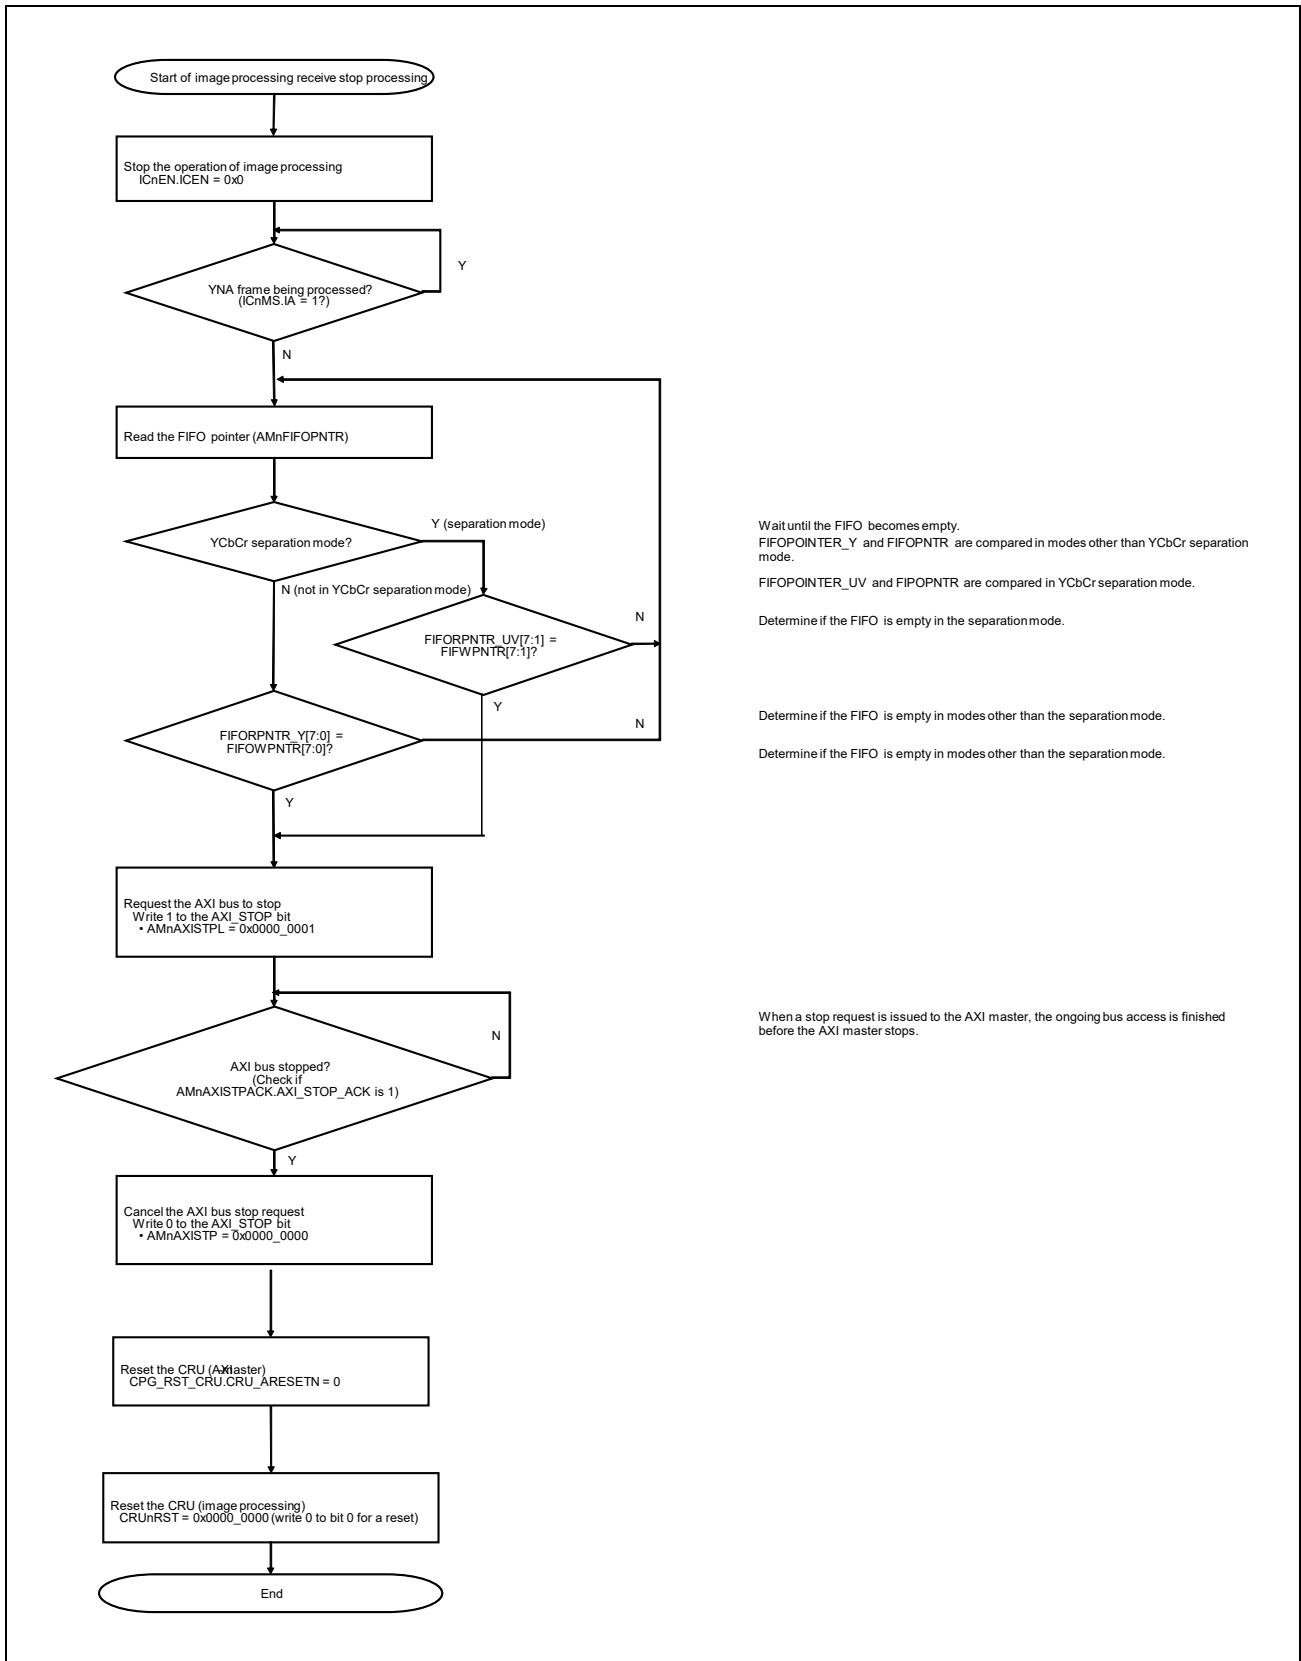 Start of image processing receive stop processing
Stop the operation of image processing
ICnEN.ICEN = 0x0
Y
YNA frame being processed?
(ICnMS.IA = 1?)
N
Read the FIFO pointer (AMnFIFOPNTR)
Y (separation mode)
YCbCr separation mode?
N (not in YCbCr separation mode)
Wait until the FIFO becomes empty.
FIFOPOINTER_Y and FIFOPNTR are compared in modes other than YCbCr separation
mode.
FIFOPOINTER_UV and FIPOPNTR are compared in YCbCr separation mode.
N
Determine if the FIFO is empty in the separation mode.
FIFORPNTR_UV[7:1] =
FIFWPNTR[7:1]?
Y
N
Determine if the FIFO is empty in modes other than the separation mode.
FIFORPNTR_Y[7:0] =
FIFOWPNTR[7:0]?
Determine if the FIFO is empty in modes other than the separation mode.
Y
Request the AXI bus to stop
Write 1 to the AXI_STOP bit
• AMnAXISTPL = 0x0000_0001
When a stop request is issued to the AXI master, the ongoing bus access is finished
before the AXI master stops.
N
AXI bus stopped?
(Check if
AMnAXISTPACK.AXI_STOP_ACK is 1)
Y
Cancel the AXI bus stop request
Write 0 to the AXI_STOP bit
• AMnAXISTP = 0x0000_0000
Reset the CRU (AXI master)
CPG_RST_CRU.CRU_ARESETN = 0
Reset the CRU (image processing)
CRUnRST = 0x0000_0000 (write 0 to bit 0 for a reset)
End